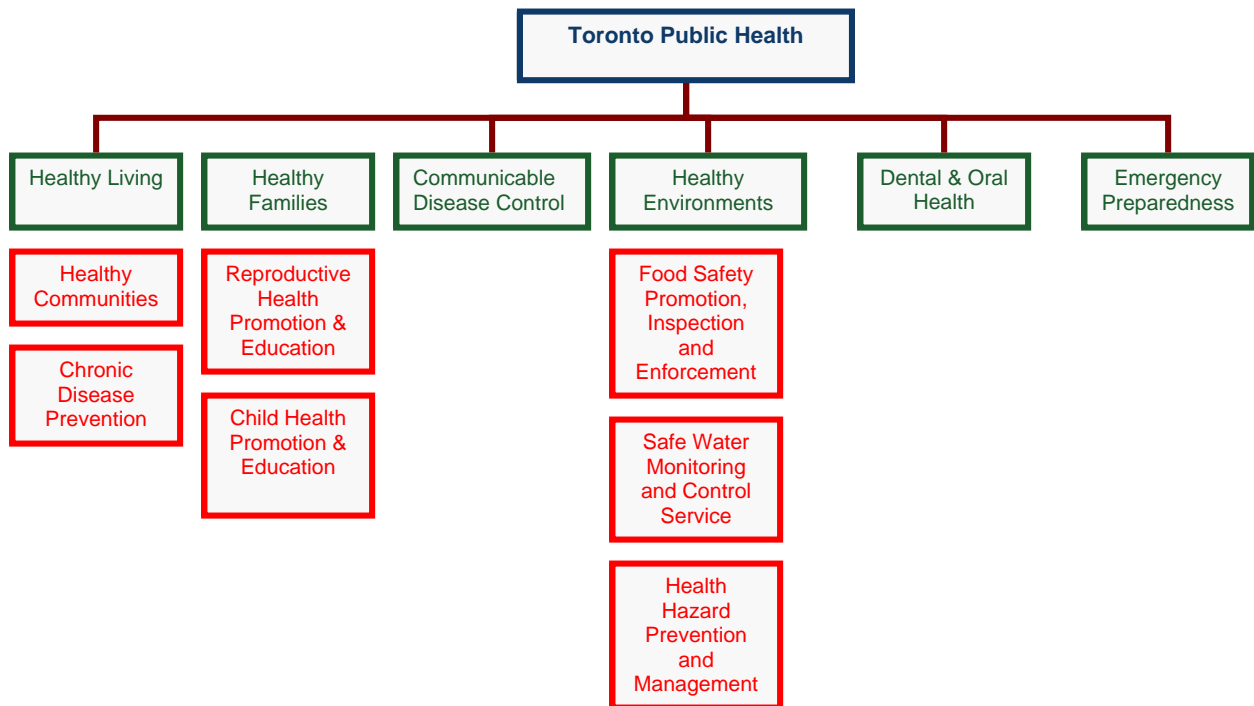 Toronto Public Health
Healthy Living
Healthy
Families
Communicable
Disease Control
Healthy
Environments
Dental & Oral
Health
Emergency
Preparedness
Healthy
Communities
Chronic
Disease
Prevention
Reproductive
Health
Promotion &
Education
Child Health
Promotion &
Education
Food Safety
Promotion,
Inspection
and
Enforcement
Safe Water
Monitoring
and Control
Service
Health
Hazard
Prevention
and
Management